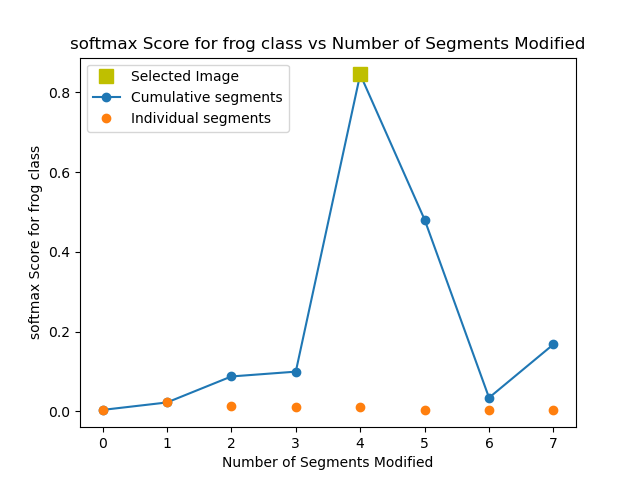 softmax Score for frog class vs Number of Segments Modified
Selected Image
Cumulative segments
Individual segments
softmax Score for frog class
0.8
0.6
0.4
0.2
0.0
0 1 2 3 4 5 6 7
Number of Segments Modified